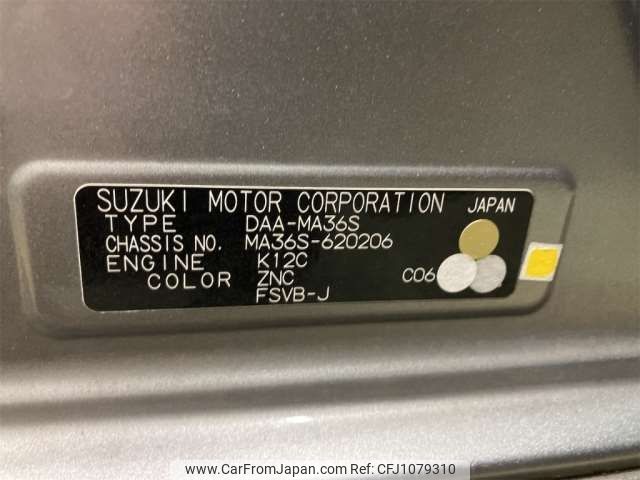 SUZUKI MOTOR CORPORATION JAPAN
TYPE DAA-MA36S
CHASSIS NO. MA36S-620206
ENGINE K12C
COLOR ZNC C06
FSVB-J
www.CarFromJapan.com - Ref No. CFJ1079310